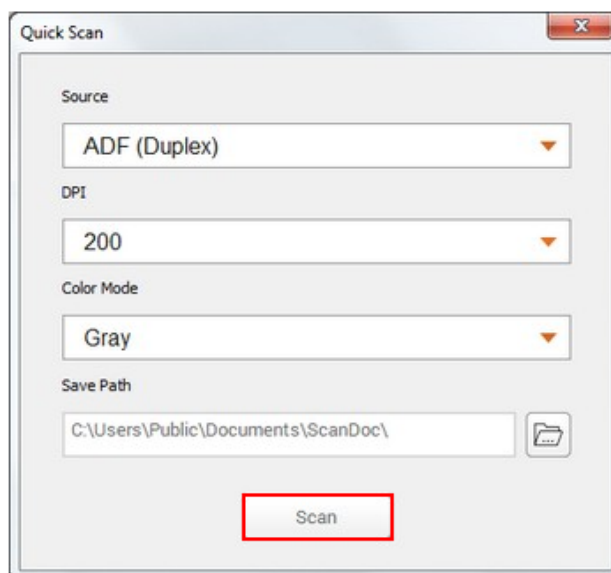 Quick Scan
Source
ADF (Duplex)
DPI
200
Color Mode
Gray
Save Path
C:\Users\Public\Documents\ScanDoc\
Scan